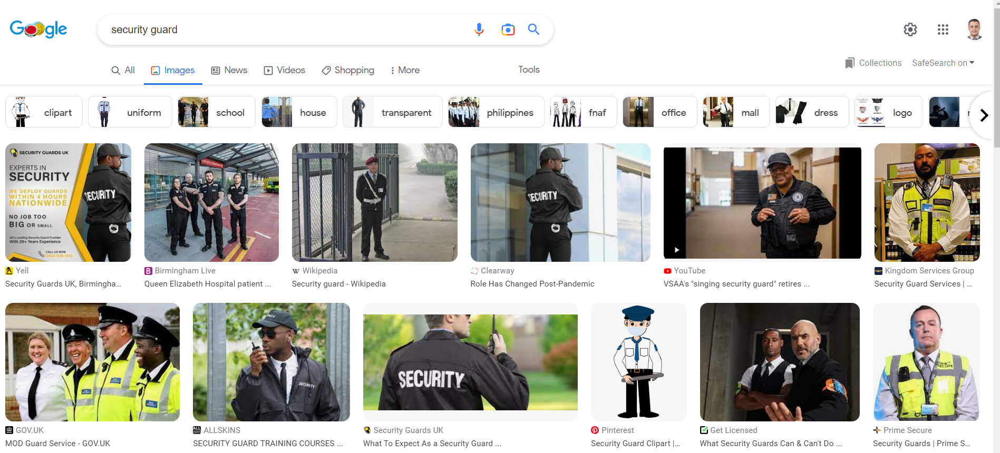 Google
security guard
All
Images
News
Videos
Shopping
More
Tools
Collections
SafeSearch on
clipart
uniform
school
house
transparent
philippines
fnaf
office
mall
dress
logo
SECURITY GUARDS UK
EXPERTS IN
SECURITY
WE DEPLOY GUARDS
WITHIN 4 HOURS
NATIONWIDE
NO JOB TOO
BIG OR SMALL
UK's Leading Security Guard Provider
With 20+ Years Experience
CALL US NOW
0800 928 1513
SECURITY
SECURITY
SECURITY
Yell
Security Guards UK, Birmingha...
Birmingham Live
Queen Elizabeth Hospital patient ...
Wikipedia
Security guard - Wikipedia
Clearway
Role Has Changed Post-Pandemic
YouTube
VSAA's "singing security guard" retires ...
Kingdom Services Group
Security Guard Services | ...
SECURITY
SECURITY
PRIME
SECURE
GOV.UK
MOD Guard Service - GOV.UK
ALLSKINS
SECURITY GUARD TRAINING COURSES ...
Security Guards UK
What To Expect As a Security Guard ...
Pinterest
Security Guard Clipart |...
Get Licensed
What Security Guards Can & Can't Do ...
Prime Secure
Security Guards | Prime S...